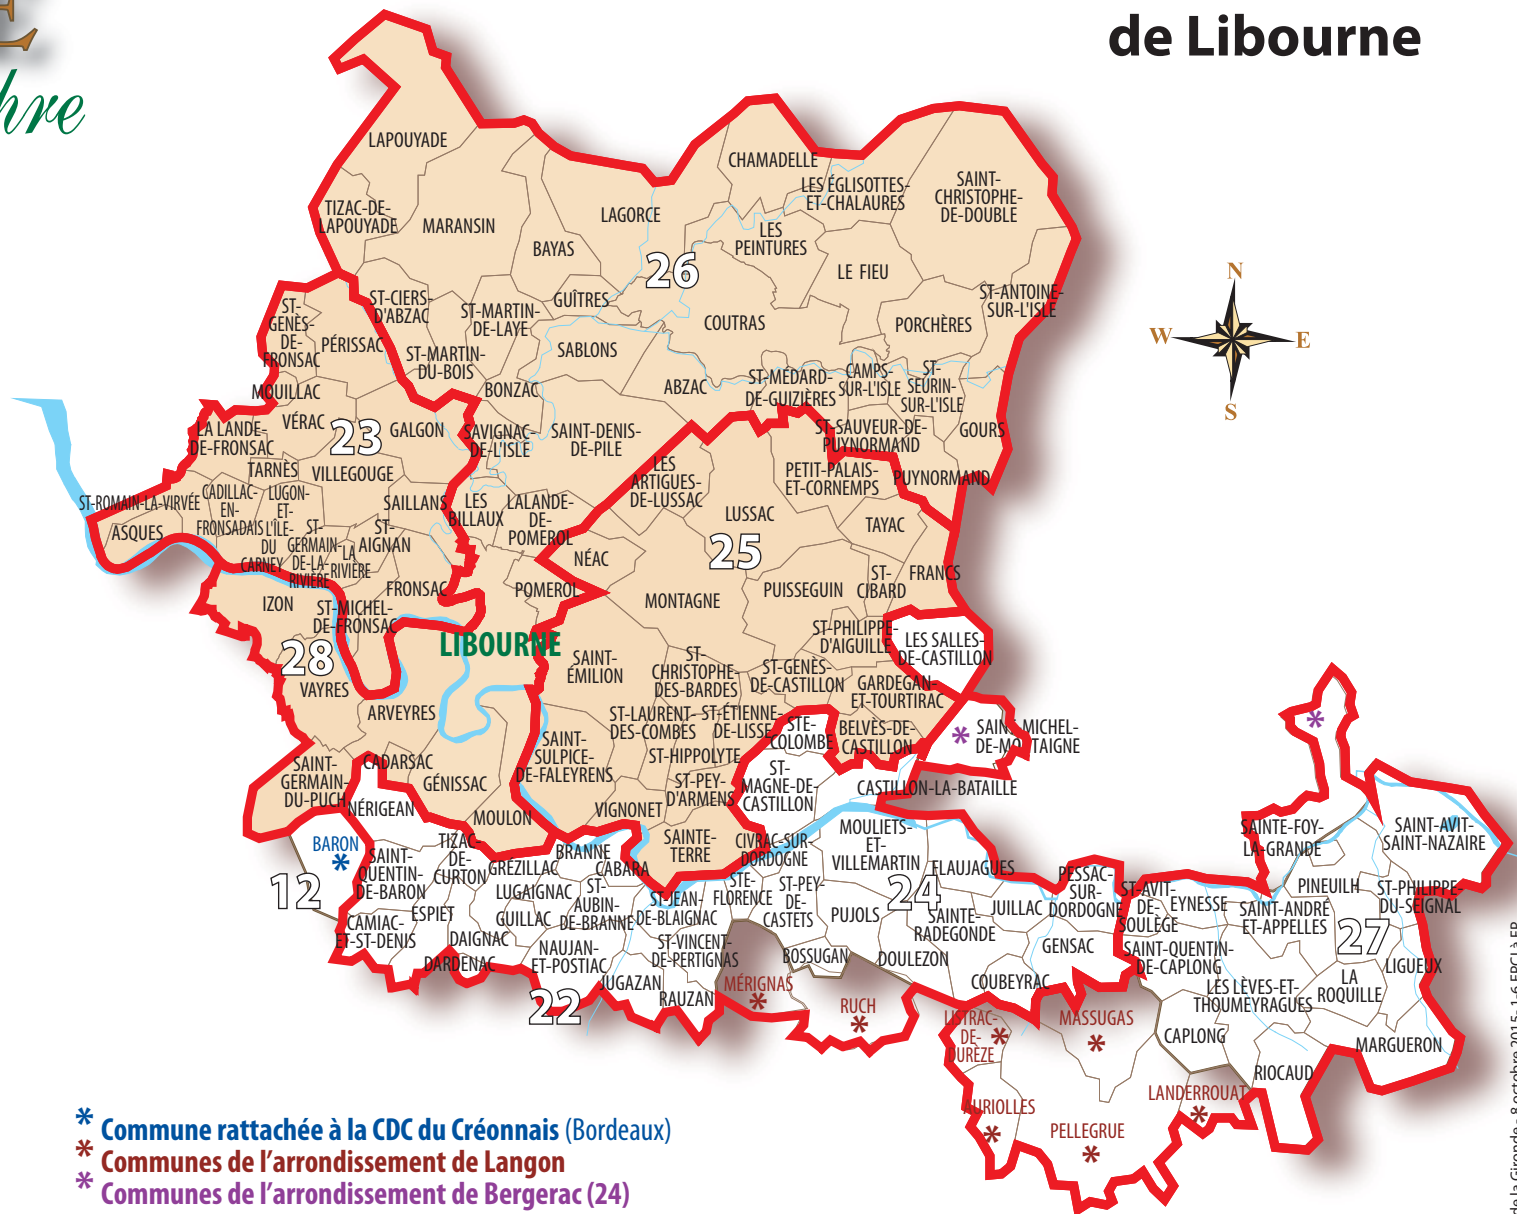 de Libourne
LAPOUYADE
CHAMADELLE
LES ÉGLISOTTES-
ET-CHALAURES
SAINT-
CHRISTOPHE-
DE-DOUBLE
TIZAC-DE-
LAPOUYADE
MARANSIN
LAGORCE
BAYAS
LES
PEINTURES
26
LE FIEU
N
W
E
S
ST-
GENÈS-
DE-
FRONSAC
ST-CIERS-
D'ABZAC
ST-MARTIN-
DE-LAYE
GUÎTRES
COUTRAS
PORCHÈRES
ST-ANTOINE-
SUR-L'ISLE
PÉRISSAC
ST-MARTIN-
DU-BOIS
SABLONS
BONZAC
ABZAC
ST-MÉDARD-
DE-GUIZIÈRES
CAMPS-
SUR-L'ISLE
ST-
SEURIN-
SUR-L'ISLE
MOUILLAC
VÉRAC
23
GALGON
LA LANDE-
DE-FRONSAC
SAVIGNAC-
DE-L'ISLE
SAINT-DENIS-
DE-PILE
ST-SAUVEUR-DE-
PUYNORMAND
GOURS
TARNÈS
VILLEGOUGE
LES
ARTIGUES-
DE-LUSSAC
PETIT-PALAIS-
ET-CORNEMPS
PUYNORMAND
ST-ROMAIN-LA-VIRVÉE
CADILLAC-
EN-
FRONSADAIS
LUGON-
ET-
L'ÎLE-
DU
CARNEY
SAILLANS
LES
BILLAUX
LALANDE-
DE-
POMEROL
LUSSAC
TAYAC
ASQUES
ST-
GERMAIN-
DE-LA-
RIVIÈRE
LA
RIVIÈRE
ST-
AIGNAN
25
NÉAC
FRONSAC
POMEROL
MONTAGNE
PUISSEGUIN
ST-
CIBARD
FRANCS
IZON
ST-MICHEL-
DE-FRONSAC
LIBOURNE
28
VAYRES
ST-PHILIPPE-
D'AIGUILLE
LES SALLES-
DE-CASTILLON
SAINT-
ÉMILION
ST-
CHRISTOPHE-
DES-BARDES
ST-GENÈS-
DE-CASTILLON
GARDEGAN-
ET-TOURTIRAC
ARVEYRES
ST-LAURENT-
DES-COMBES
ST-ÉTIENNE-
DE-LISSE
STE-
COLOMBE
BELVÈS-DE-
CASTILLON
* SAINT-MICHEL-
DE-MONTAIGNE
*
SAINT-
SULPICE-
DE-FALEYRENS
ST-HIPPOLYTE
SAINT-
GERMAIN-
DU-PUCH
CADARSAC
GÉNISSAC
ST-PEY-
D'ARMENS
ST-
MAGNE-DE-
CASTILLON
CASTILLON-LA-BATAILLE
NÉRIGEAN
MOULON
VIGNONET
SAINTE-
TERRE
CIVRAC-SUR-
DORDOGNE
MOULIETS-
ET-
VILLEMARTIN
SAINTE-FOY-
LA-GRANDE
SAINT-AVIT-
SAINT-NAZAIRE
BARON
*
12
SAINT-
QUENTIN-
DE-BARON
TIZAC-
DE-
CURTON
GRÉZILLAC
BRANNE
CABARA
FLAUJAGUES
PESSAC-
SUR-
DORDOGNE
LUGAIGNAC
ST-
AUBIN-
DE-BRANNE
ST-JEAN-
DE-BLAIGNAC
STE-
FLORENCE
ST-PEY-
DE-
CASTETS
24
JUILLAC
ST-AVIT-
DE-
SOULÈGE
EYNESSE
SAINT-ANDRÉ
ET-APPELLES
PINEUILH
ST-PHILIPPE-
DU-SEIGNAL
CAMIAC-
ET-ST-DENIS
ESPIET
GUILLAC
PUJOLS
SAINTE-
RADEGONDE
GENSAC
27
DAIGNAC
NAUJAN-
ET-POSTIAC
ST-VINCENT-
DE-PERTIGNAS
BOSSUGAN
DOULEZON
SAINT-QUENTIN-
DE-CAPLONG
LIGUEUX
DARDENAC
22
JUGAZAN
RAUZAN
MÉRIGNAS
*
RUCH
*
COUBEYRAC
LES LÈVES-ET-
THOUMEYRAGUES
LA
ROQUILLE
LISTRAC-
DE-
DURÈZE
*
MASSUGAS
*
CAPLONG
MARGUERON
RIOCAUD
AURIOLLES
*
LANDERROUAT
*
PELLEGRUE
*
* Commune rattachée à la CDC du Créonnais (Bordeaux)
* Communes de l'arrondissement de Langon
* Communes de l'arrondissement de Bergerac (24)
de la Gironde - 8 octobre 2015-